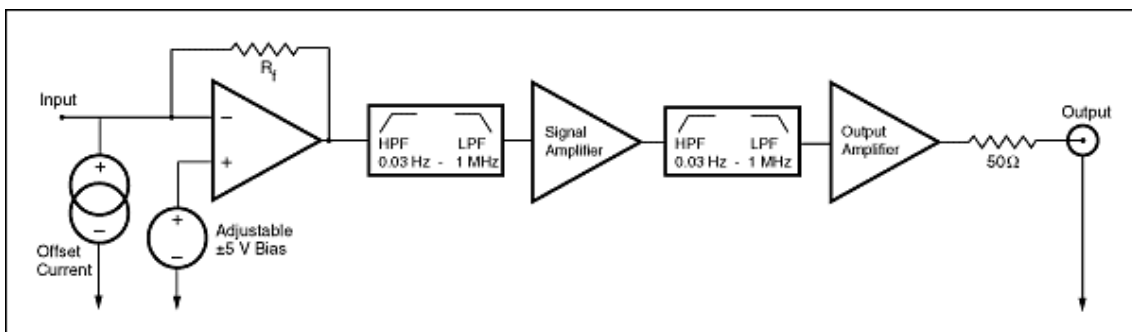 R_f
Input
−
+
+
−
Offset
Current
+
−
Adjustable
±5 V Bias
HPF LPF
0.03 Hz - 1 MHz
Signal
Amplifier
HPF LPF
0.03 Hz - 1 MHz
Output
Amplifier
50Ω
Output